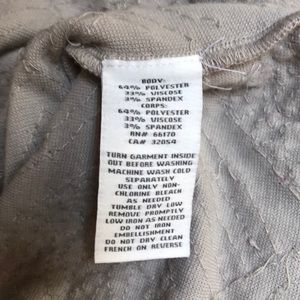 BODY:
64% POLYESTER
33% VISCOSE
3% SPANDEX
CORPS:
64% POLYESTER
33% VISCOSE
3% SPANDEX
RN# 66170
CA# 32054
TURN GARMENT INSIDE
OUT BEFORE WASHING
MACHINE WASH COLD
SEPARATELY
USE ONLY NON-
CHLORINE BLEACH
AS NEEDED
TUMBLE DRY LOW
REMOVE PROMPTLY
LOW IRON AS NEEDED
DO NOT IRON
EMBELLISHMENT
DO NOT DRY CLEAN
FRENCH ON REVERSE